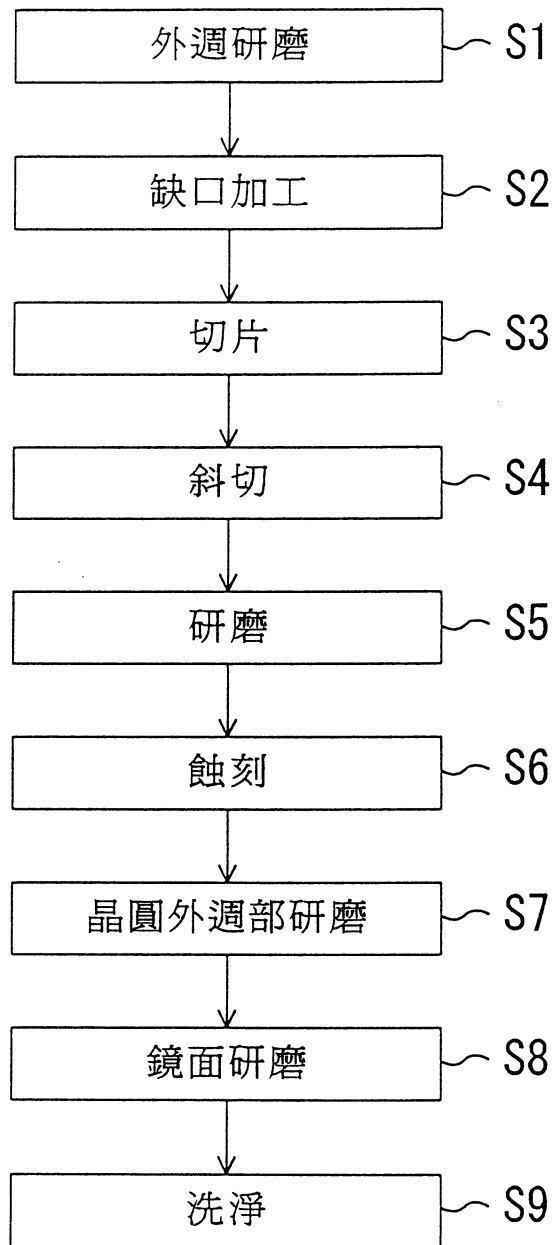 外週研磨 S1
缺口加工 S2
切片 S3
斜切 S4
研磨 S5
蝕刻 S6
晶圓外週部研磨 S7
鏡面研磨 S8
洗淨 S9